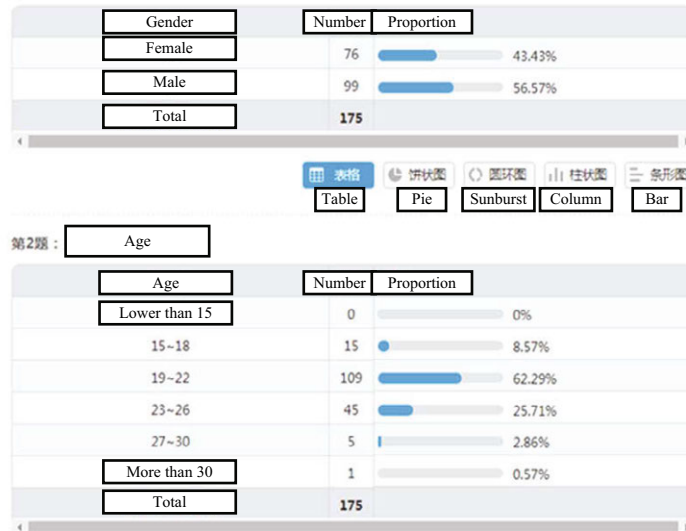 Gender Number Proportion
Female 76 43.43%
Male 99 56.57%
Total 175
表格 饼状图 圆环图 柱状图 条形图
Table Pie Sunburst Column Bar
第2题： Age
Age Number Proportion
Lower than 15 0 0%
15~18 15 8.57%
19~22 109 62.29%
23~26 45 25.71%
27~30 5 2.86%
More than 30 1 0.57%
Total 175